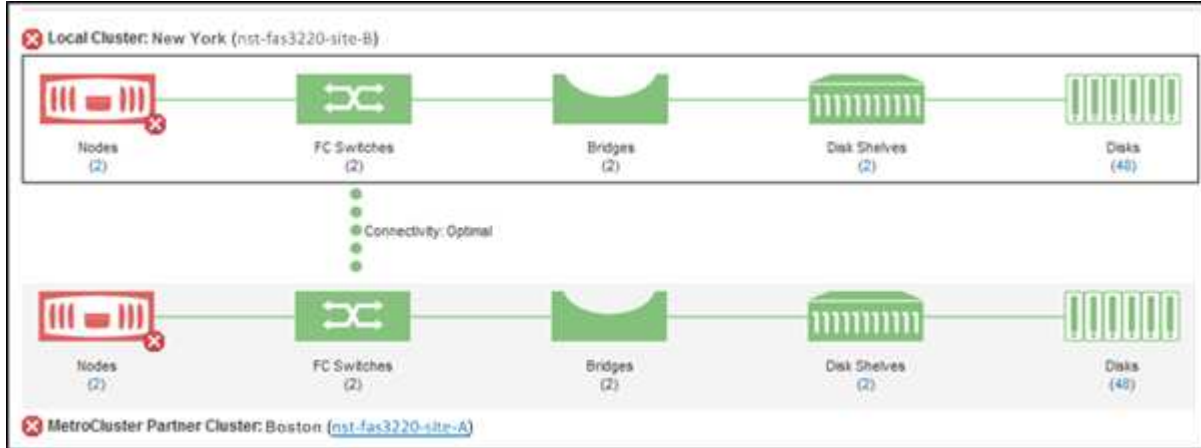 Local Cluster: New York (nst-fas3220-site-B)
Nodes FC Switches Bridges Disk Shelves Disks
(2) (2) (2) (2) (48)
Connectivity: Optimal
Nodes FC Switches Bridges Disk Shelves Disks
(2) (2) (2) (2) (48)
MetroCluster Partner Cluster: Boston (nst-fas3220-site-A)